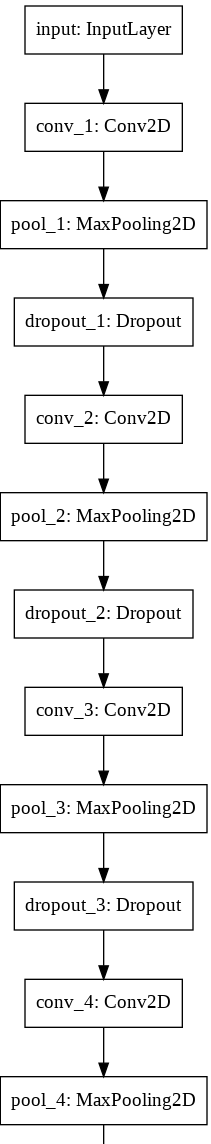 input: InputLayer
conv_1: Conv2D
pool_1: MaxPooling2D
dropout_1: Dropout
conv_2: Conv2D
pool_2: MaxPooling2D
dropout_2: Dropout
conv_3: Conv2D
pool_3: MaxPooling2D
dropout_3: Dropout
conv_4: Conv2D
pool_4: MaxPooling2D